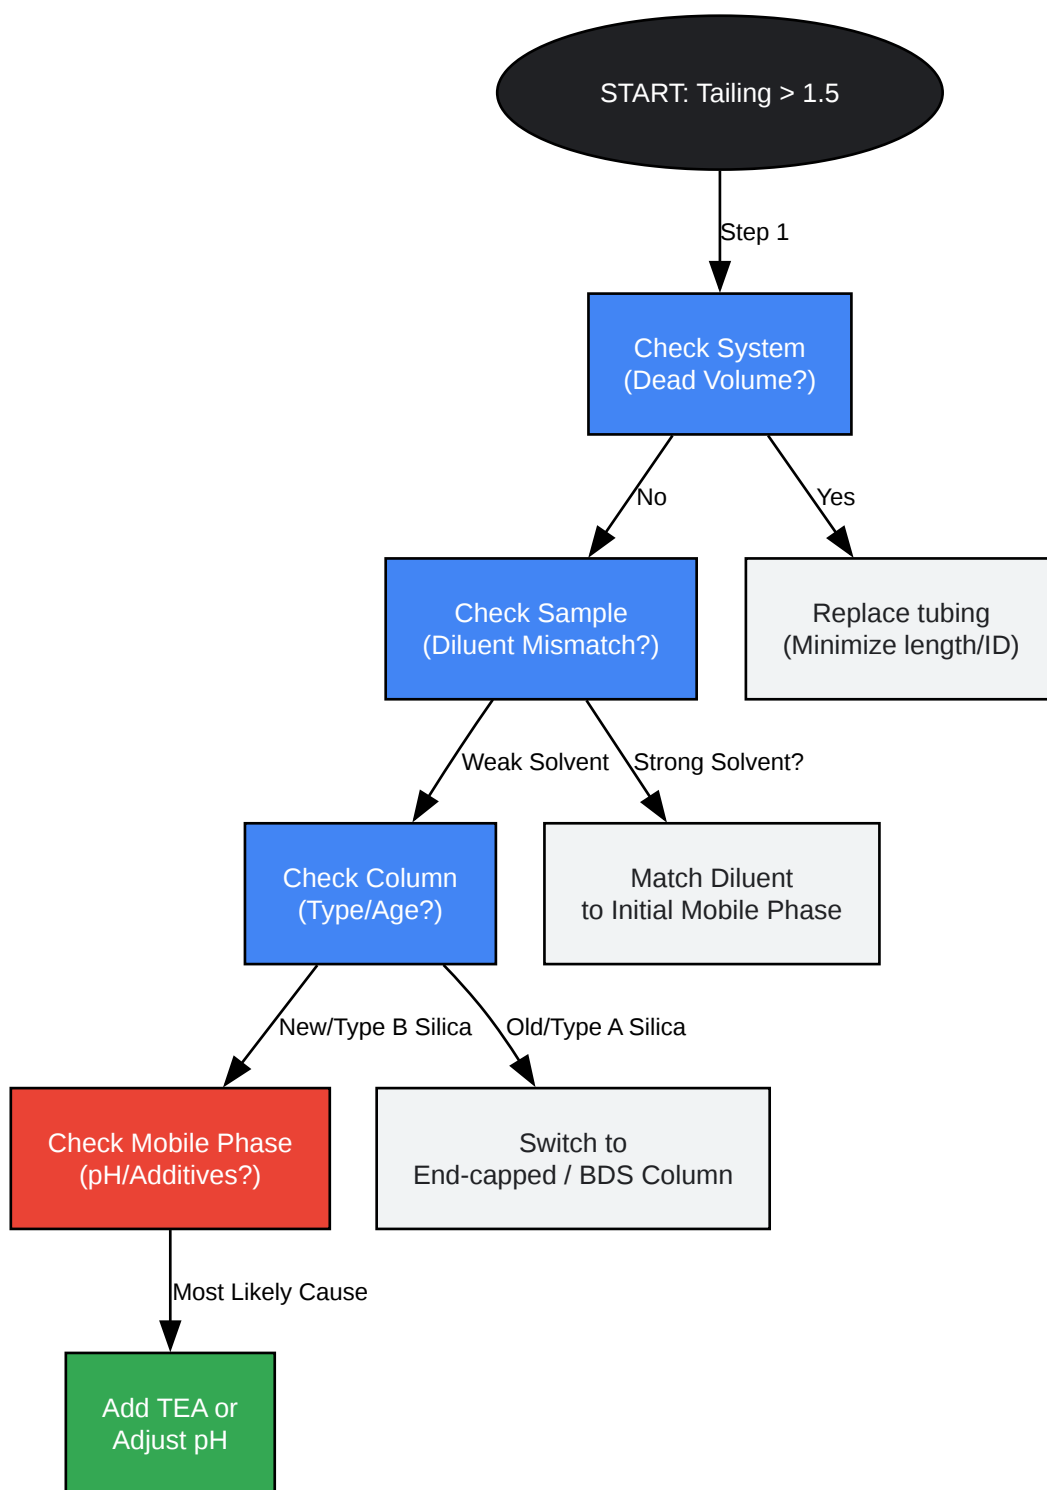 START: Tailing > 1.5
Step 1
Check System
(Dead Volume?)
No
Yes
Check Sample
(Diluent Mismatch?)
Replace tubing
(Minimize length/ID)
Weak Solvent
Strong Solvent?
Check Column
(Type/Age?)
Match Diluent
to Initial Mobile Phase
New/Type B Silica
Old/Type A Silica
Check Mobile Phase
(pH/Additives?)
Switch to
End-capped / BDS Column
Most Likely Cause
Add TEA or
Adjust pH